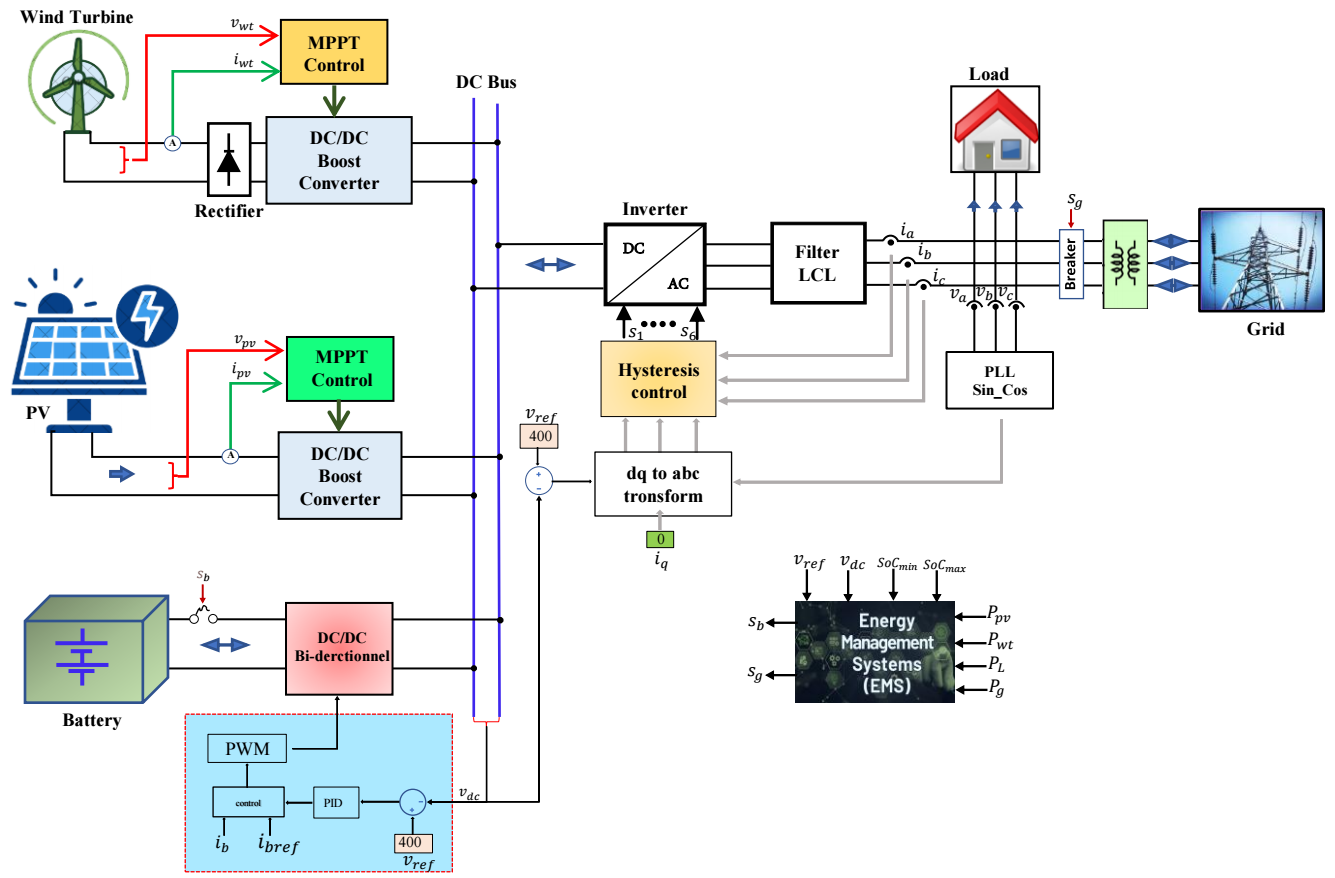 Wind Turbine
v_wt
i_wt
MPPT
Control
A
DC/DC
Boost
Converter
Rectifier
DC Bus
Load
Inverter
DC
AC
Filter
LCL
i_a
i_b
i_c
s_g
Breaker
v_a
v_b
v_c
Grid
s_1
s_6
Hysteresis
control
PLL
Sin_Cos
v_pv
i_pv
MPPT
Control
PV
A
DC/DC
Boost
Converter
v_ref
400
+
-
dq to abc
tronsform
0
i_q
s_b
DC/DC
Bi-derctionnel
Battery
v_ref
v_dc
SoC_min
SoC_max
Energy
Management
Systems
(EMS)
s_b
s_g
P_pv
P_wt
P_L
P_g
PWM
control
PID
-
+
v_dc
i_b
i_bref
400
v_ref